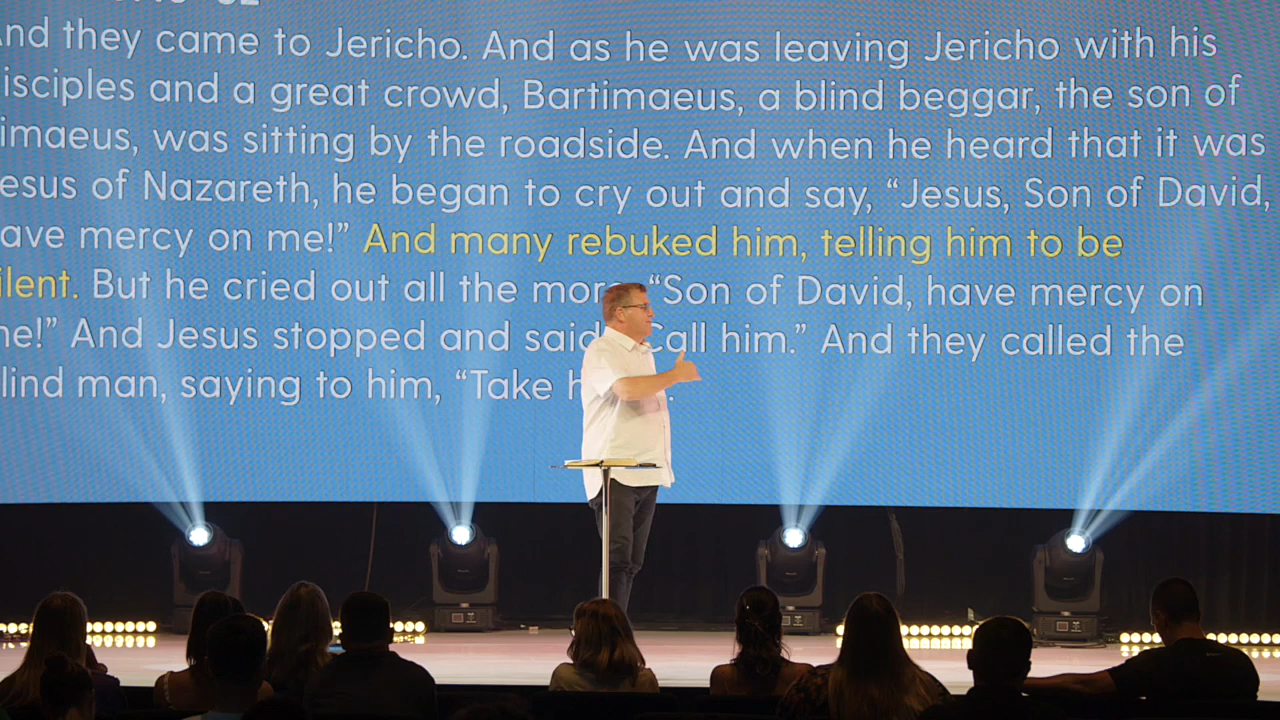 And they came to Jericho. And as he was leaving Jericho with his
isciples and a great crowd, Bartimaeus, a blind beggar, the son of
imaeus, was sitting by the roadside. And when he heard that it was
esus of Nazareth, he began to cry out and say, “Jesus, Son of David,
ave mercy on me!” And many rebuked him, telling him to be
ilent. But he cried out all the mor “Son of David, have mercy on
me!” And Jesus stopped and said Call him.” And they called the
lind man, saying to him, “Take h